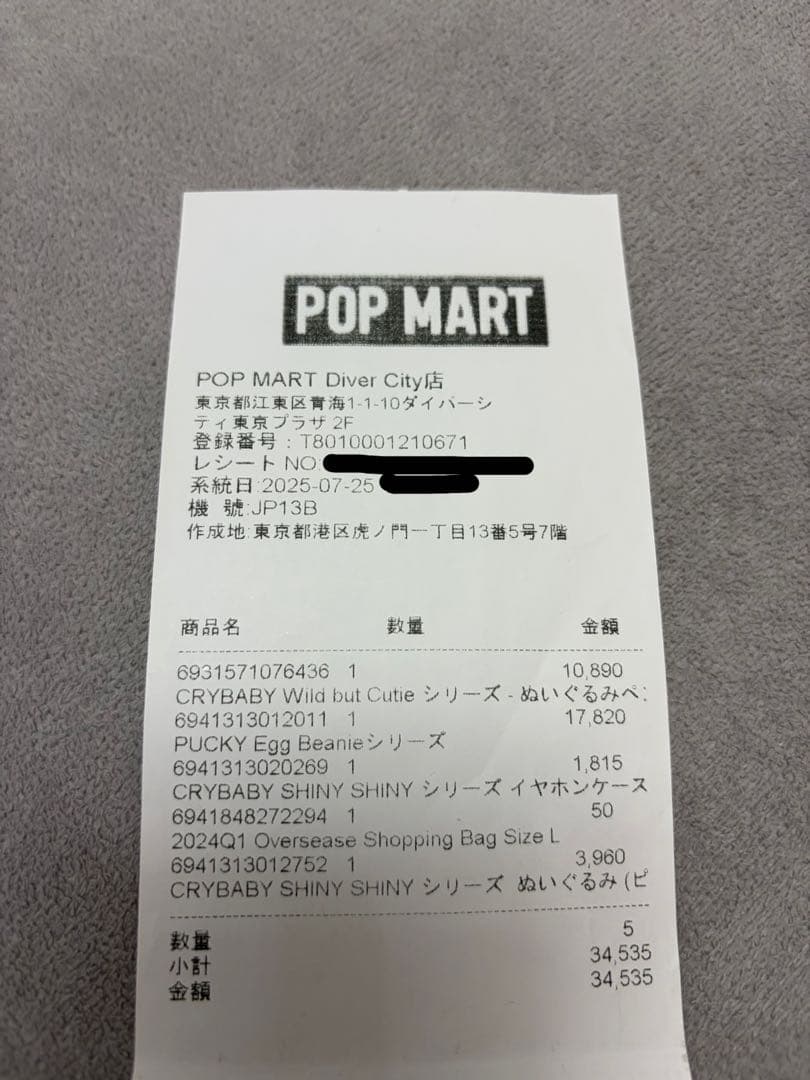 POP MART
POP MART Diver City店
東京都江東区青海1-1-10ダイバーシ
ティ東京プラザ 2F
登録番号：T8010001210671
レシート NO:
系統日:2025-07-25
機 號:JP13B
作成地:東京都港区虎ノ門一丁目13番5号7階
商品名 数量 金額
6931571076436 1 10,890
CRYBABY Wild but Cutie シリーズ - ぬいぐるみペ
6941313012011 1 17,820
PUCKY Egg Beanieシリーズ
6941313020269 1 1,815
CRYBABY SHINY SHINY シリーズ イヤホンケース
6941848272294 1 50
2024Q1 Oversease Shopping Bag Size L
6941313012752 1 3,960
CRYBABY SHINY SHINY シリーズ ぬいぐるみ (ピ
数量 5
小計 34,535
金額 34,535